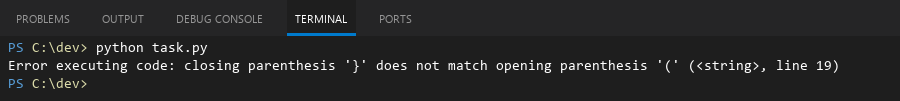 PROBLEMS OUTPUT DEBUG CONSOLE TERMINAL PORTS
PS C:\dev> python task.py
Error executing code: closing parenthesis '}' does not match opening parenthesis '(' (<string>, line 19)
PS C:\dev>